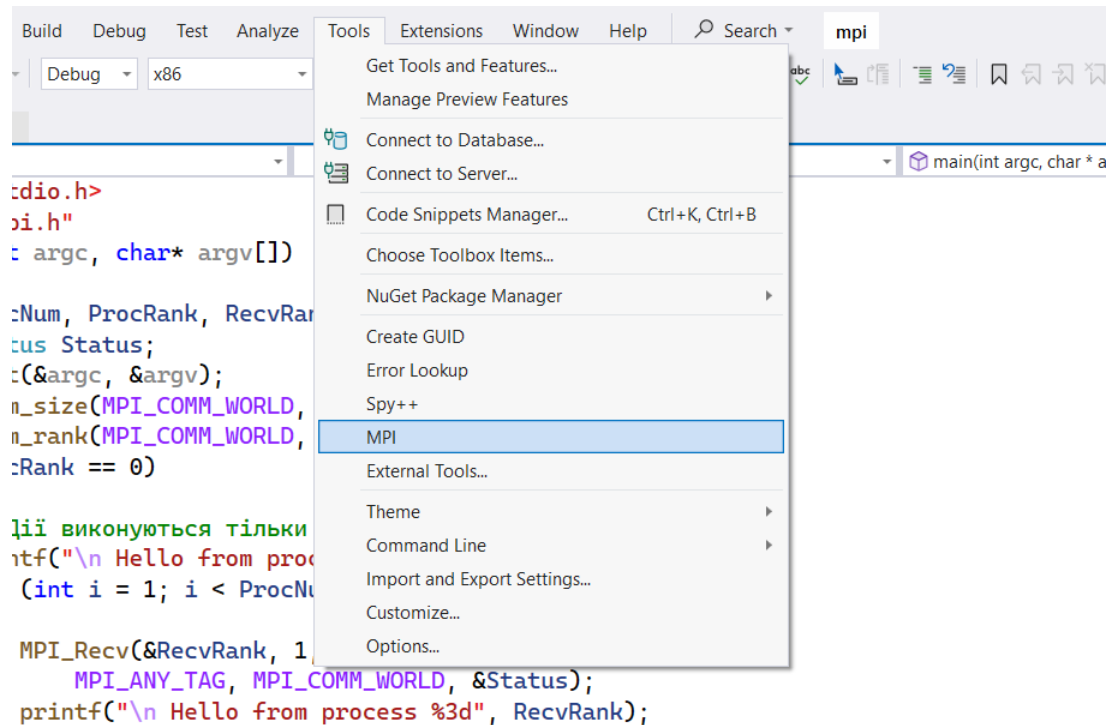 Build Debug Test Analyze Tools Extensions Window Help Search mpi
Debug x86
abc
main(int argc, char * a
Get Tools and Features...
Manage Preview Features
Connect to Database...
Connect to Server...
Code Snippets Manager... Ctrl+K, Ctrl+B
Choose Toolbox Items...
NuGet Package Manager
Create GUID
Error Lookup
Spy++
MPI
External Tools...
Theme
Command Line
Import and Export Settings...
Customize...
Options...
tdio.h>
pi.h"
t argc, char* argv[])
cNum, ProcRank, RecvRan
tus Status;
t(&argc, &argv);
m_size(MPI_COMM_WORLD,
m_rank(MPI_COMM_WORLD,
cRank == 0)
Дії виконуються тільки
ntf("\n Hello from proc
(int i = 1; i < ProcNu
MPI_Recv(&RecvRank, 1,
MPI_ANY_TAG, MPI_COMM_WORLD, &Status);
printf("\n Hello from process %3d", RecvRank);